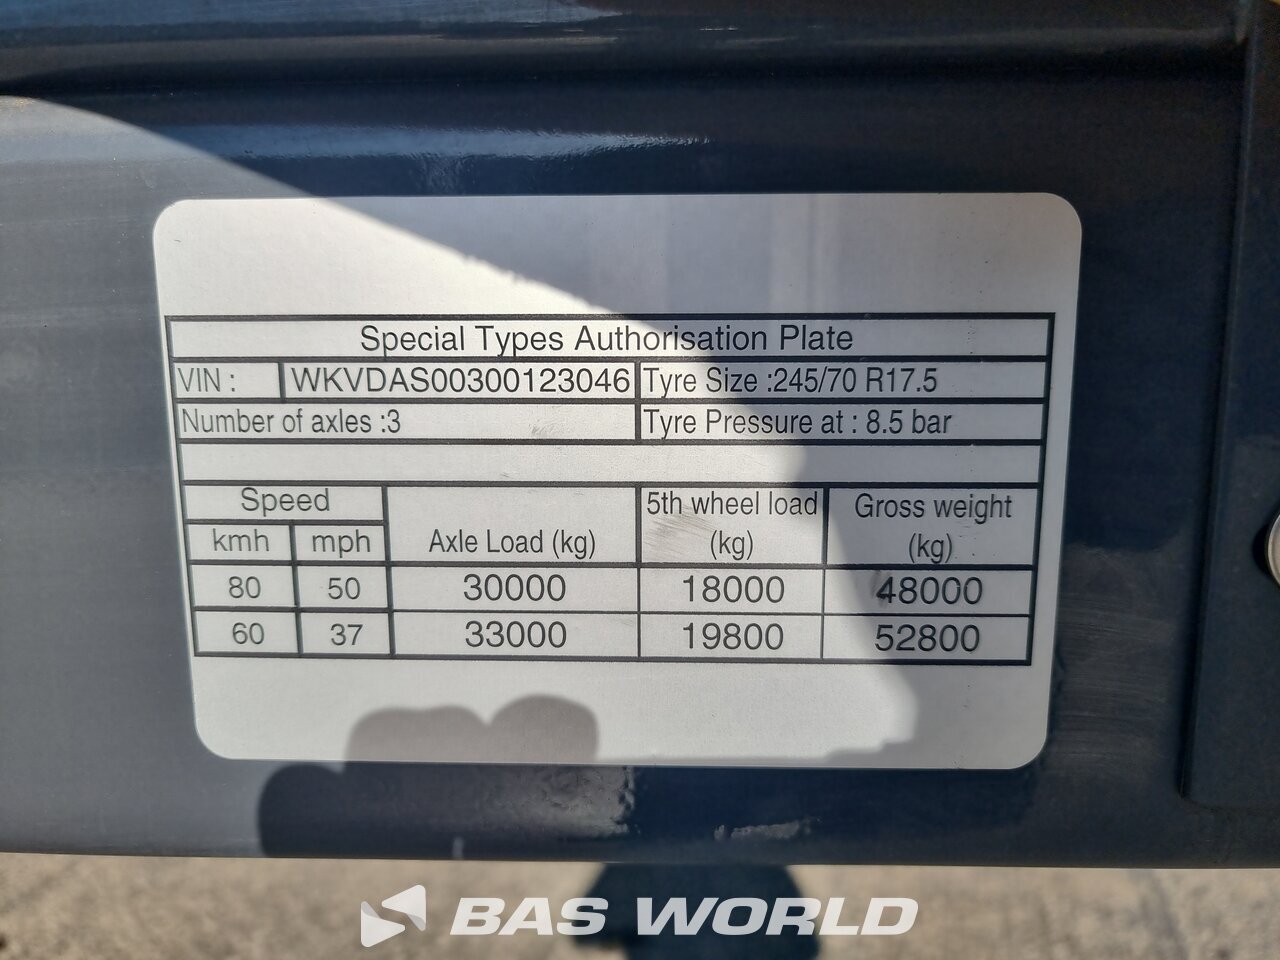 Special Types Authorisation Plate
VIN : WKVDAS00300123046 Tyre Size :245/70 R17.5
Number of axles :3 Tyre Pressure at : 8.5 bar
Speed Axle Load (kg) 5th wheel load (kg) Gross weight (kg)
kmh mph
80 50 30000 18000 48000
60 37 33000 19800 52800
BAS WORLD